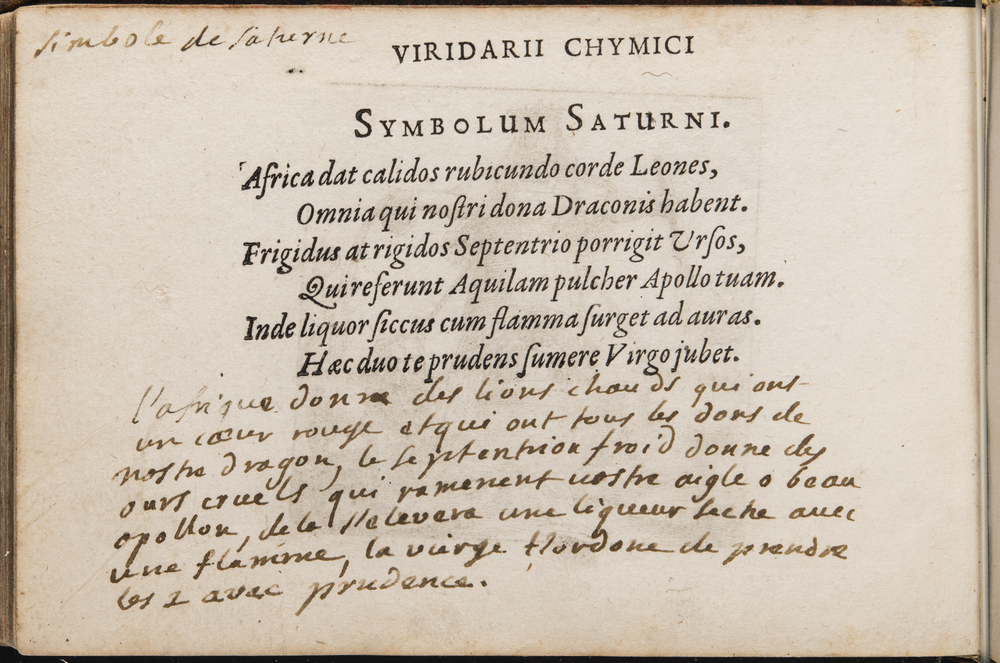 simbole de saturne
VIRIDARII CHYMICI
SYMBOLUM SATURNI.
Africa dat calidos rubicundo corde Leones,
Omnia qui noſtri dona Draconis habent.
Frigidus at rigidos Septentrio porrigit Urſos,
Qui referunt Aquilam pulcher Apollo tuam.
Inde liquor ſiccus cum flamma ſurget ad auras.
Hæc duo te prudens ſumere Virgo jubet.
l'afrique donne des lions chauds qui ont
un cœur rouge et qui ont tous les dons de
nostre dragon, le septentrion froid donne des
ours cruels qui ramenent vostre aigle o beau
apollon, de la s'elevera une liqueur seche avec
une flamme, la vierge t'ordone de prendre
les 2 avec prudence.